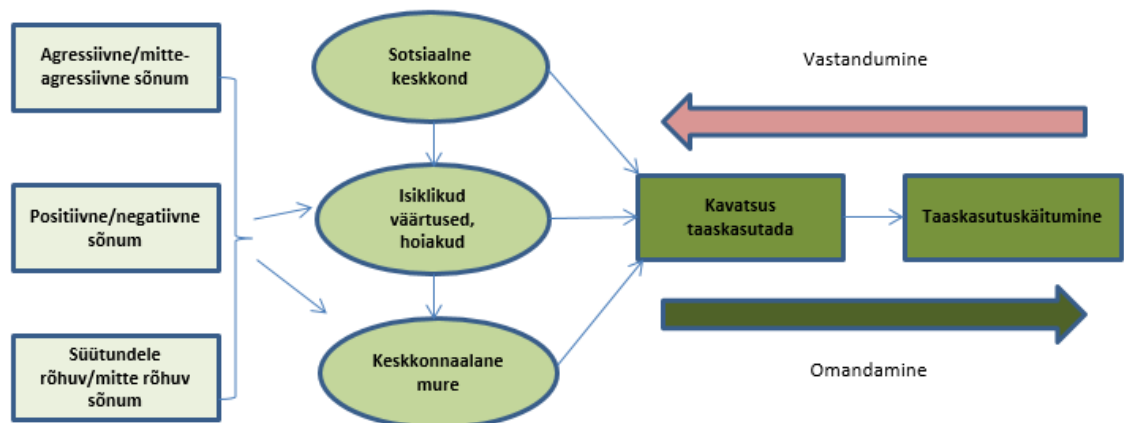 Agressiivne/mitte-
agressiivne sõnum
Positiivne/negatiivne
sõnum
Süütundele
rõhuv/mitte rõhuv
sõnum
Sotsiaalne
keskkond
Isiklikud
väärtused,
hoiakud
Keskkonnaalane
mure
Vastandumine
Kavatsus
taaskasutada
Taaskasutuskäitumine
Omandamine